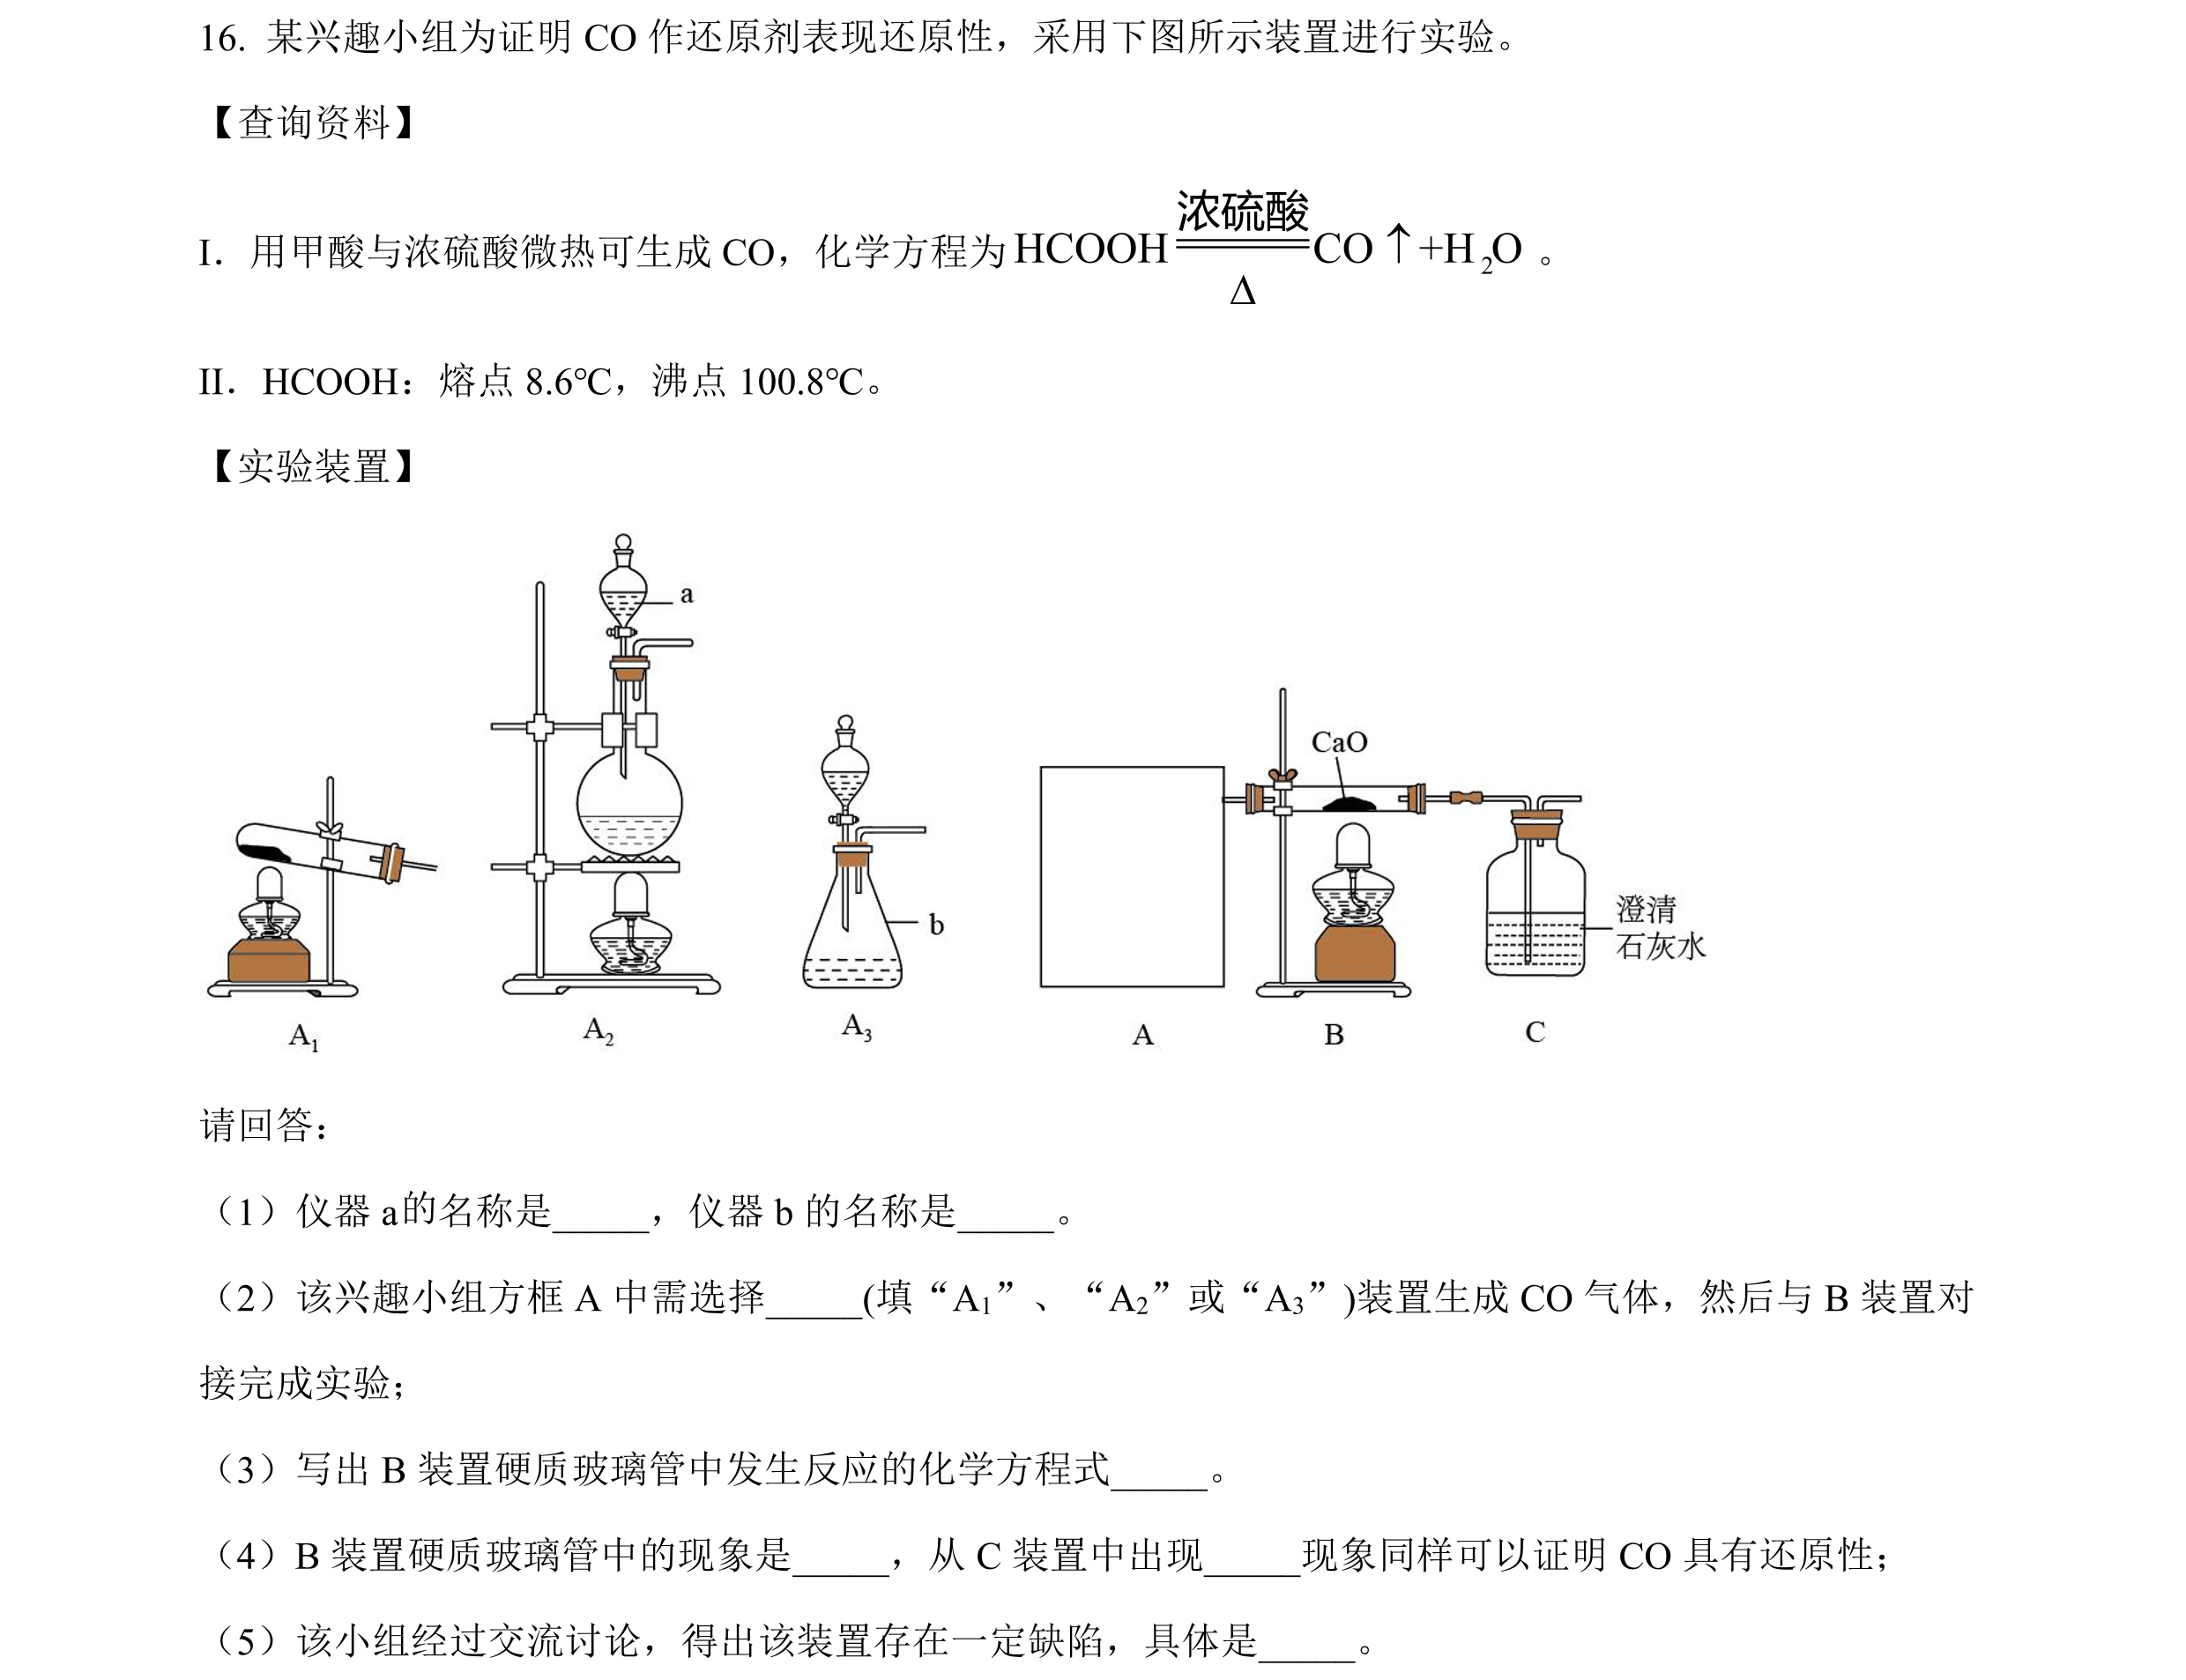 16. 某兴趣小组为证明 CO 作还原剂表现还原性，采用下图所示装置进行实验。
【查询资料】
浓硫酸
I．用甲酸与浓硫酸微热可生成 CO，化学方程为 HCOOH══CO↑+H₂O 。
Δ
II．HCOOH：熔点 8.6℃，沸点 100.8℃。
【实验装置】
a
CaO
b
澄清
石灰水
A₁ A₂ A₃ A B C
请回答：
（1）仪器 a的名称是_____，仪器 b 的名称是_____。
（2）该兴趣小组方框 A 中需选择_____(填“A₁”、“A₂”或“A₃”)装置生成 CO 气体，然后与 B 装置对
接完成实验；
（3）写出 B 装置硬质玻璃管中发生反应的化学方程式_____。
（4）B 装置硬质玻璃管中的现象是_____，从 C 装置中出现_____现象同样可以证明 CO 具有还原性；
（5）该小组经过交流讨论，得出该装置存在一定缺陷，具体是_____。